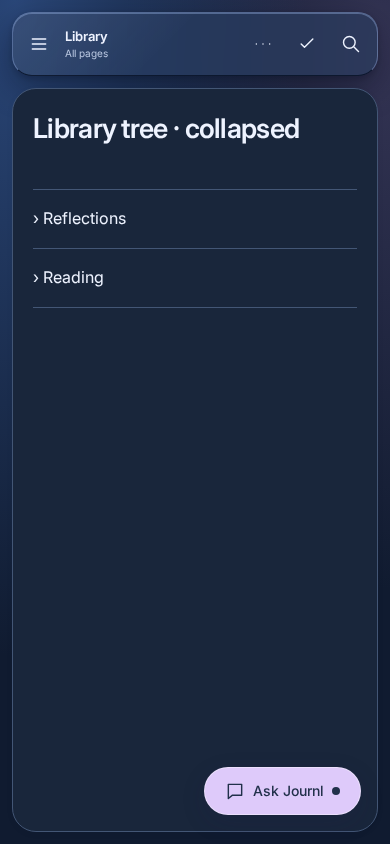 Library
All pages
Library tree · collapsed
› Reflections
› Reading
Ask Journl